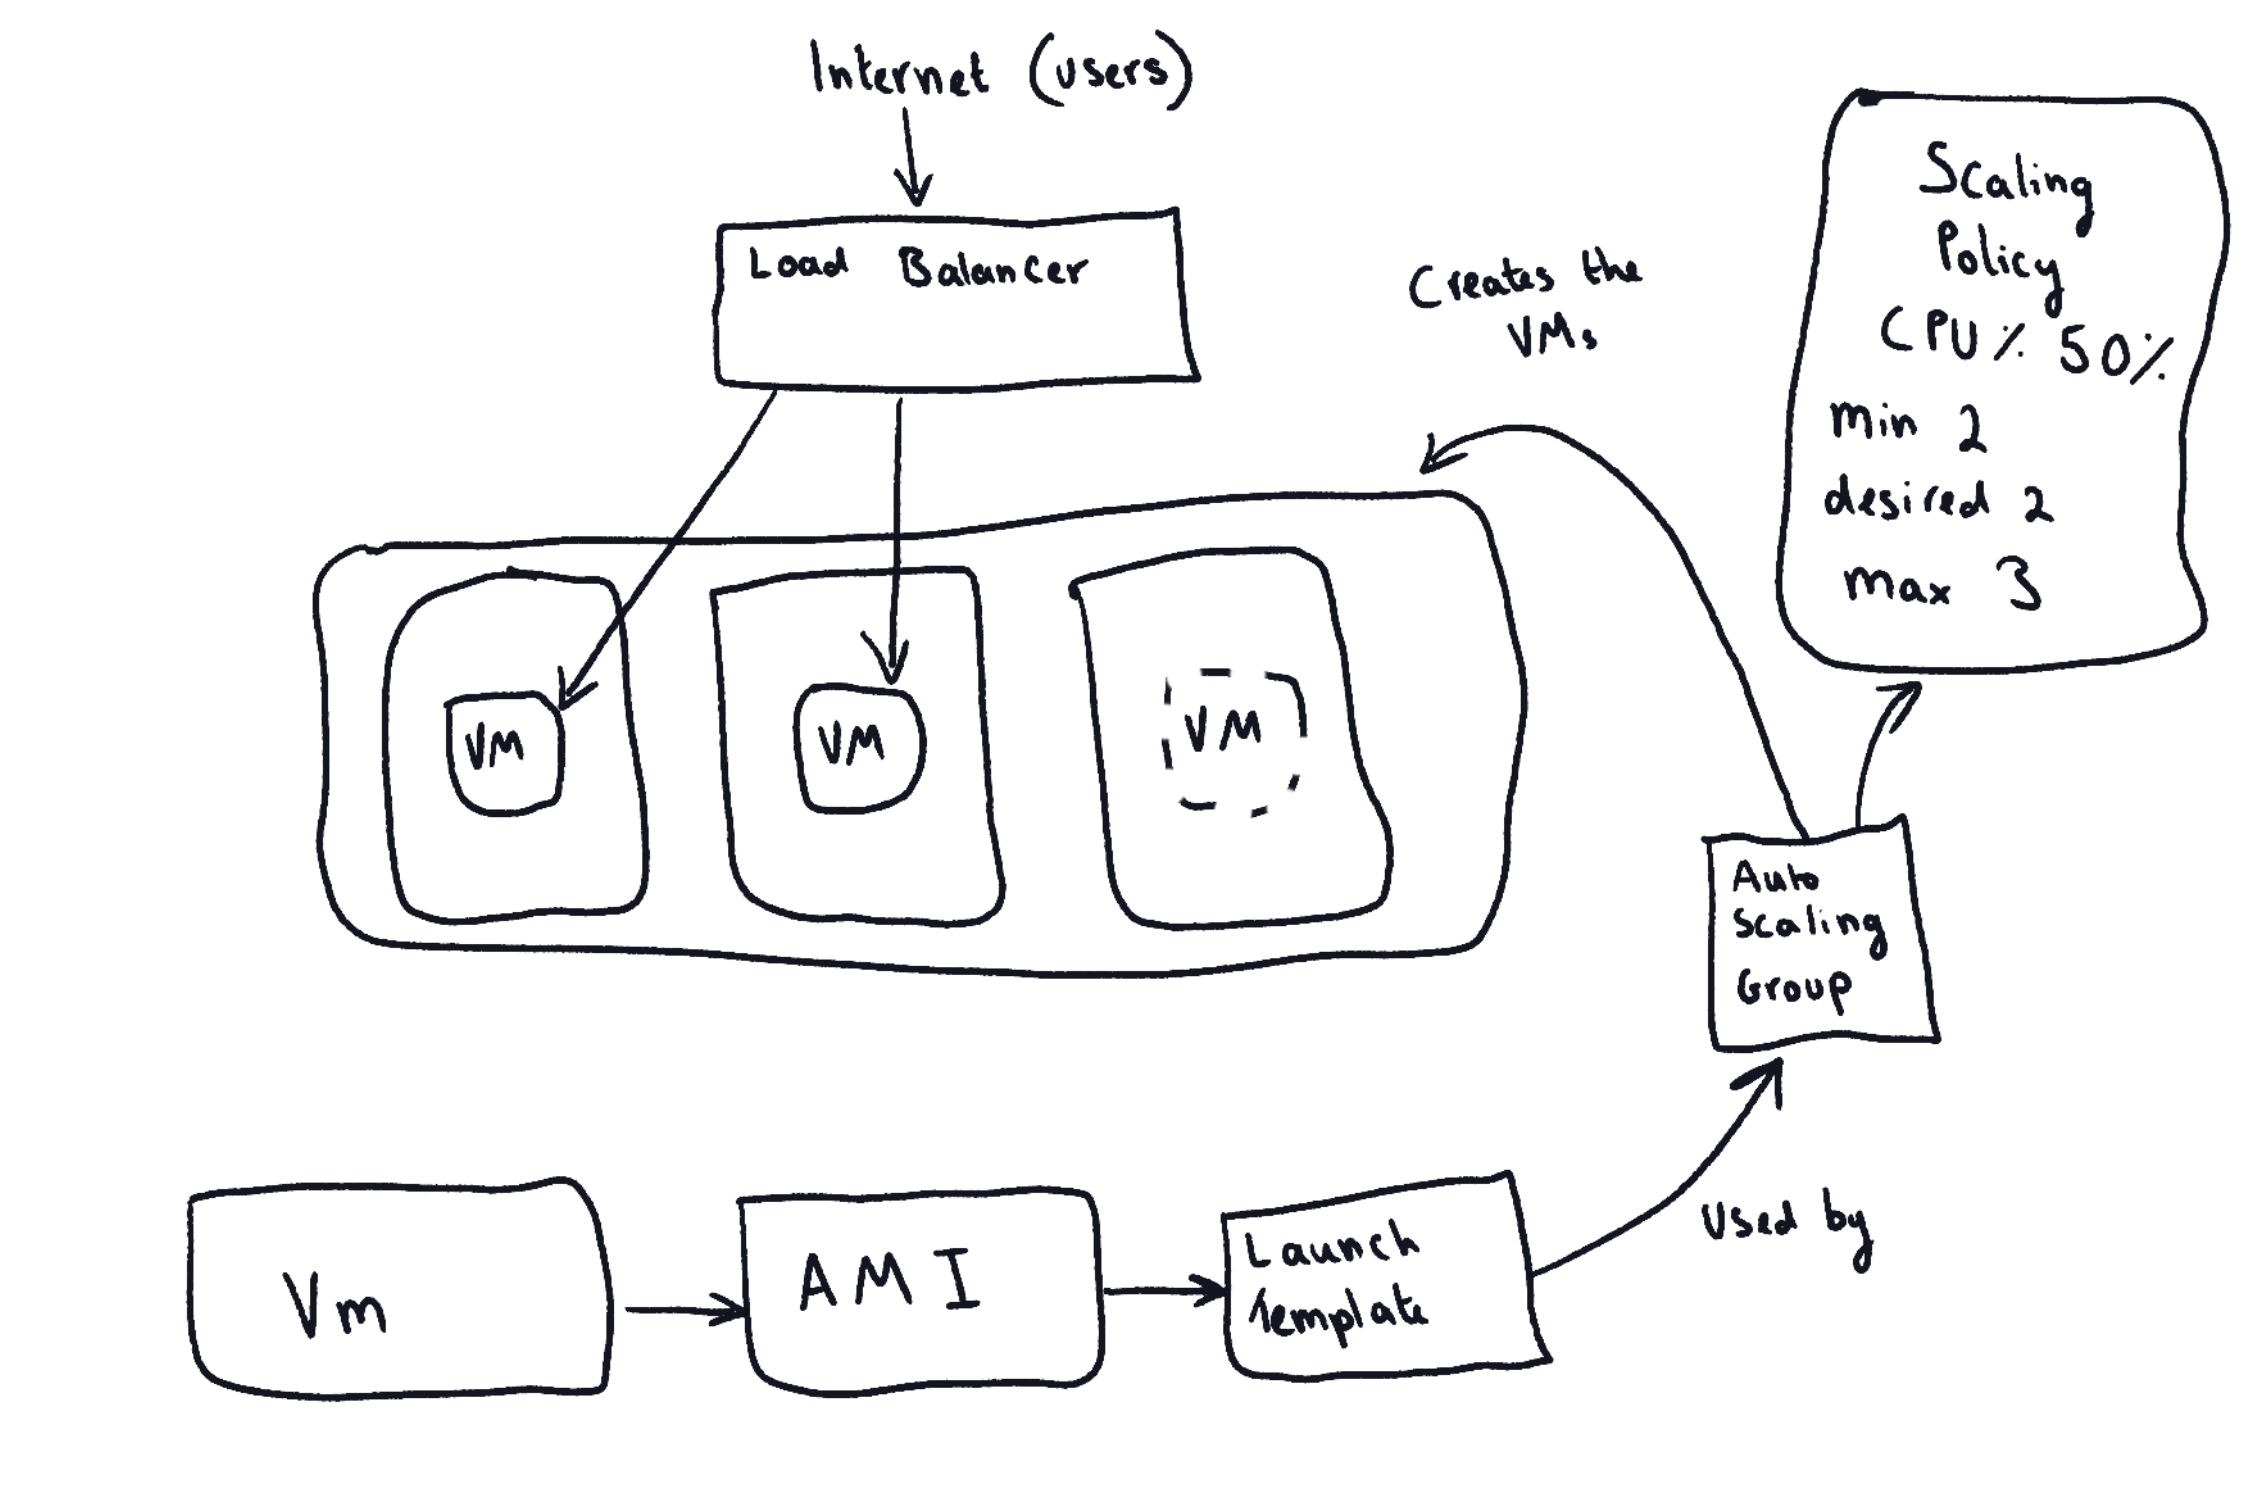 Internet (users)
Load Balancer
Creates the
VMs
Scaling
Policy
CPU % 50%
min 2
desired 2
max 3
VM
VM
VM
Auto
Scaling
Group
Used by
Vm
AMI
Launch
Template